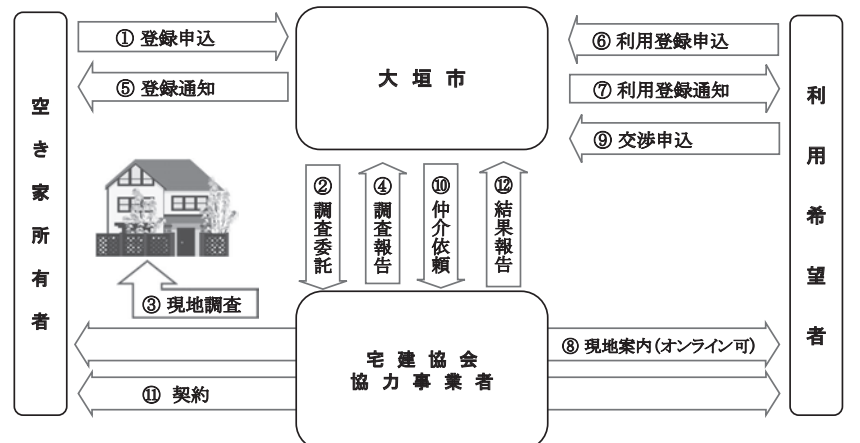 ① 登録申込
⑤ 登録通知
大垣市
⑥ 利用登録申込
⑦ 利用登録通知
⑨ 交渉申込
空き家所有者
利用希望者
② 調査委託
④ 調査報告
⑩ 仲介依頼
⑫ 結果報告
③ 現地調査
宅建協会
協力事業者
⑧ 現地案内(オンライン可)
⑪ 契約